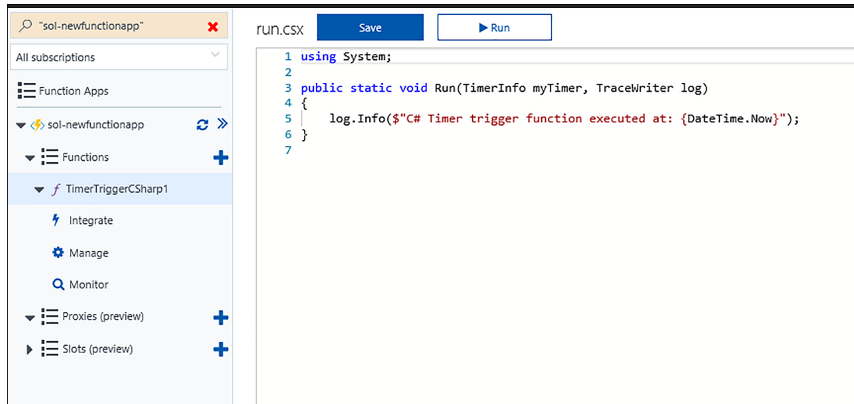 "sol-newfunctionapp"
All subscriptions
Function Apps
sol-newfunctionapp
Functions
TimerTriggerCSharp1
Integrate
Manage
Monitor
Proxies (preview)
Slots (preview)
run.csx Save Run
1 using System;
2
3 public static void Run(TimerInfo myTimer, TraceWriter log)
4 {
5 log.Info($"C# Timer trigger function executed at: {DateTime.Now}");
6 }
7